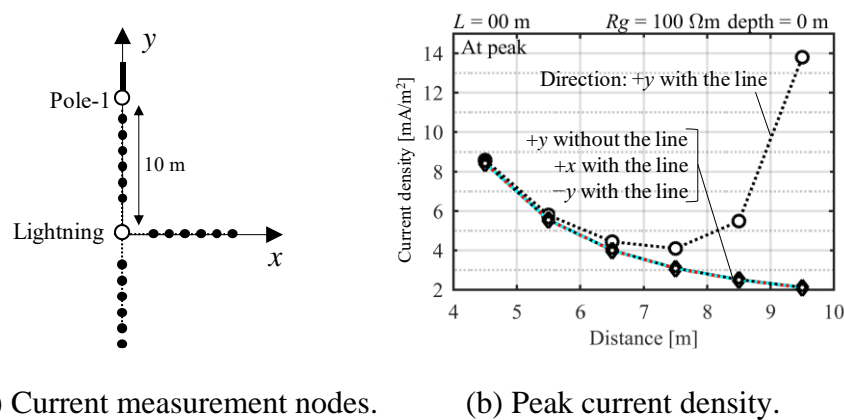 y
Pole-1
10 m
Lightning
x
L = 00 m Rg = 100 Ωm depth = 0 m
At peak
Direction: +y with the line
+y without the line
+x with the line
−y with the line
Current density [mA/m²]
14
12
10
8
6
4
2
4 5 6 7 8 9 10
Distance [m]
) Current measurement nodes. (b) Peak current density.